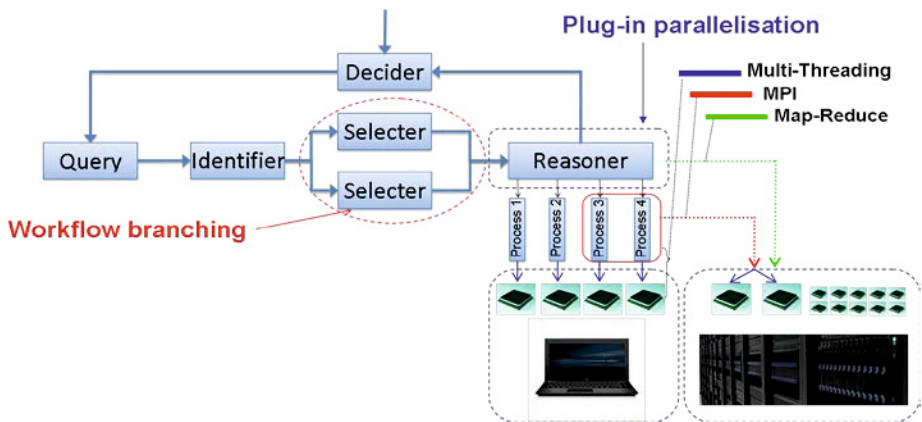 Plug-in parallelisation
Decider
Multi-Threading
MPI
Map-Reduce
Selecter
Query
Identifier
Reasoner
Selecter
Workflow branching
Process 1
Process 2
Process 3
Process 4